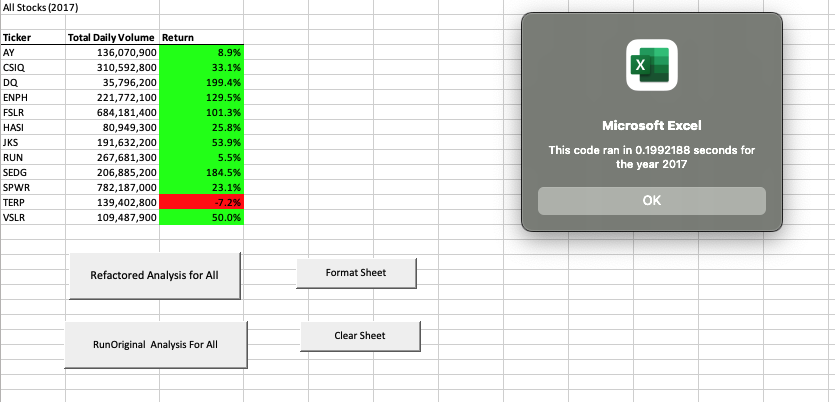 All Stocks (2017)
Ticker Total Daily Volume Return
AY 136,070,900 8.9%
CSIQ 310,592,800 33.1%
DQ 35,796,200 199.4%
ENPH 221,772,100 129.5%
FSLR 684,181,400 101.3%
HASI 80,949,300 25.8%
JKS 191,632,200 53.9%
RUN 267,681,300 5.5%
SEDG 206,885,200 184.5%
SPWR 782,187,000 23.1%
TERP 139,402,800 -7.2%
VSLR 109,487,900 50.0%
X
Microsoft Excel
This code ran in 0.1992188 seconds for
the year 2017
OK
Refactored Analysis for All
Format Sheet
RunOriginal Analysis For All
Clear Sheet